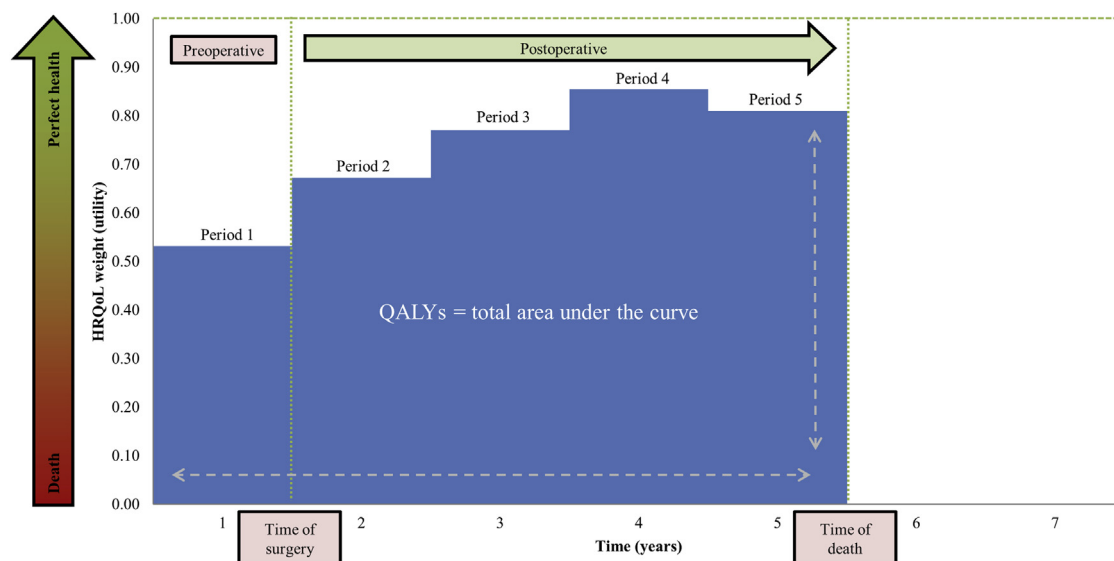 Perfect health
Death
HRQoL weight (utility)
1.00
0.90
0.80
0.70
0.60
0.50
0.40
0.30
0.20
0.10
0.00
Preoperative
Postoperative
Period 1
Period 2
Period 3
Period 4
Period 5
QALYs = total area under the curve
1
2
3
4
5
6
7
Time of
surgery
Time (years)
Time of
death